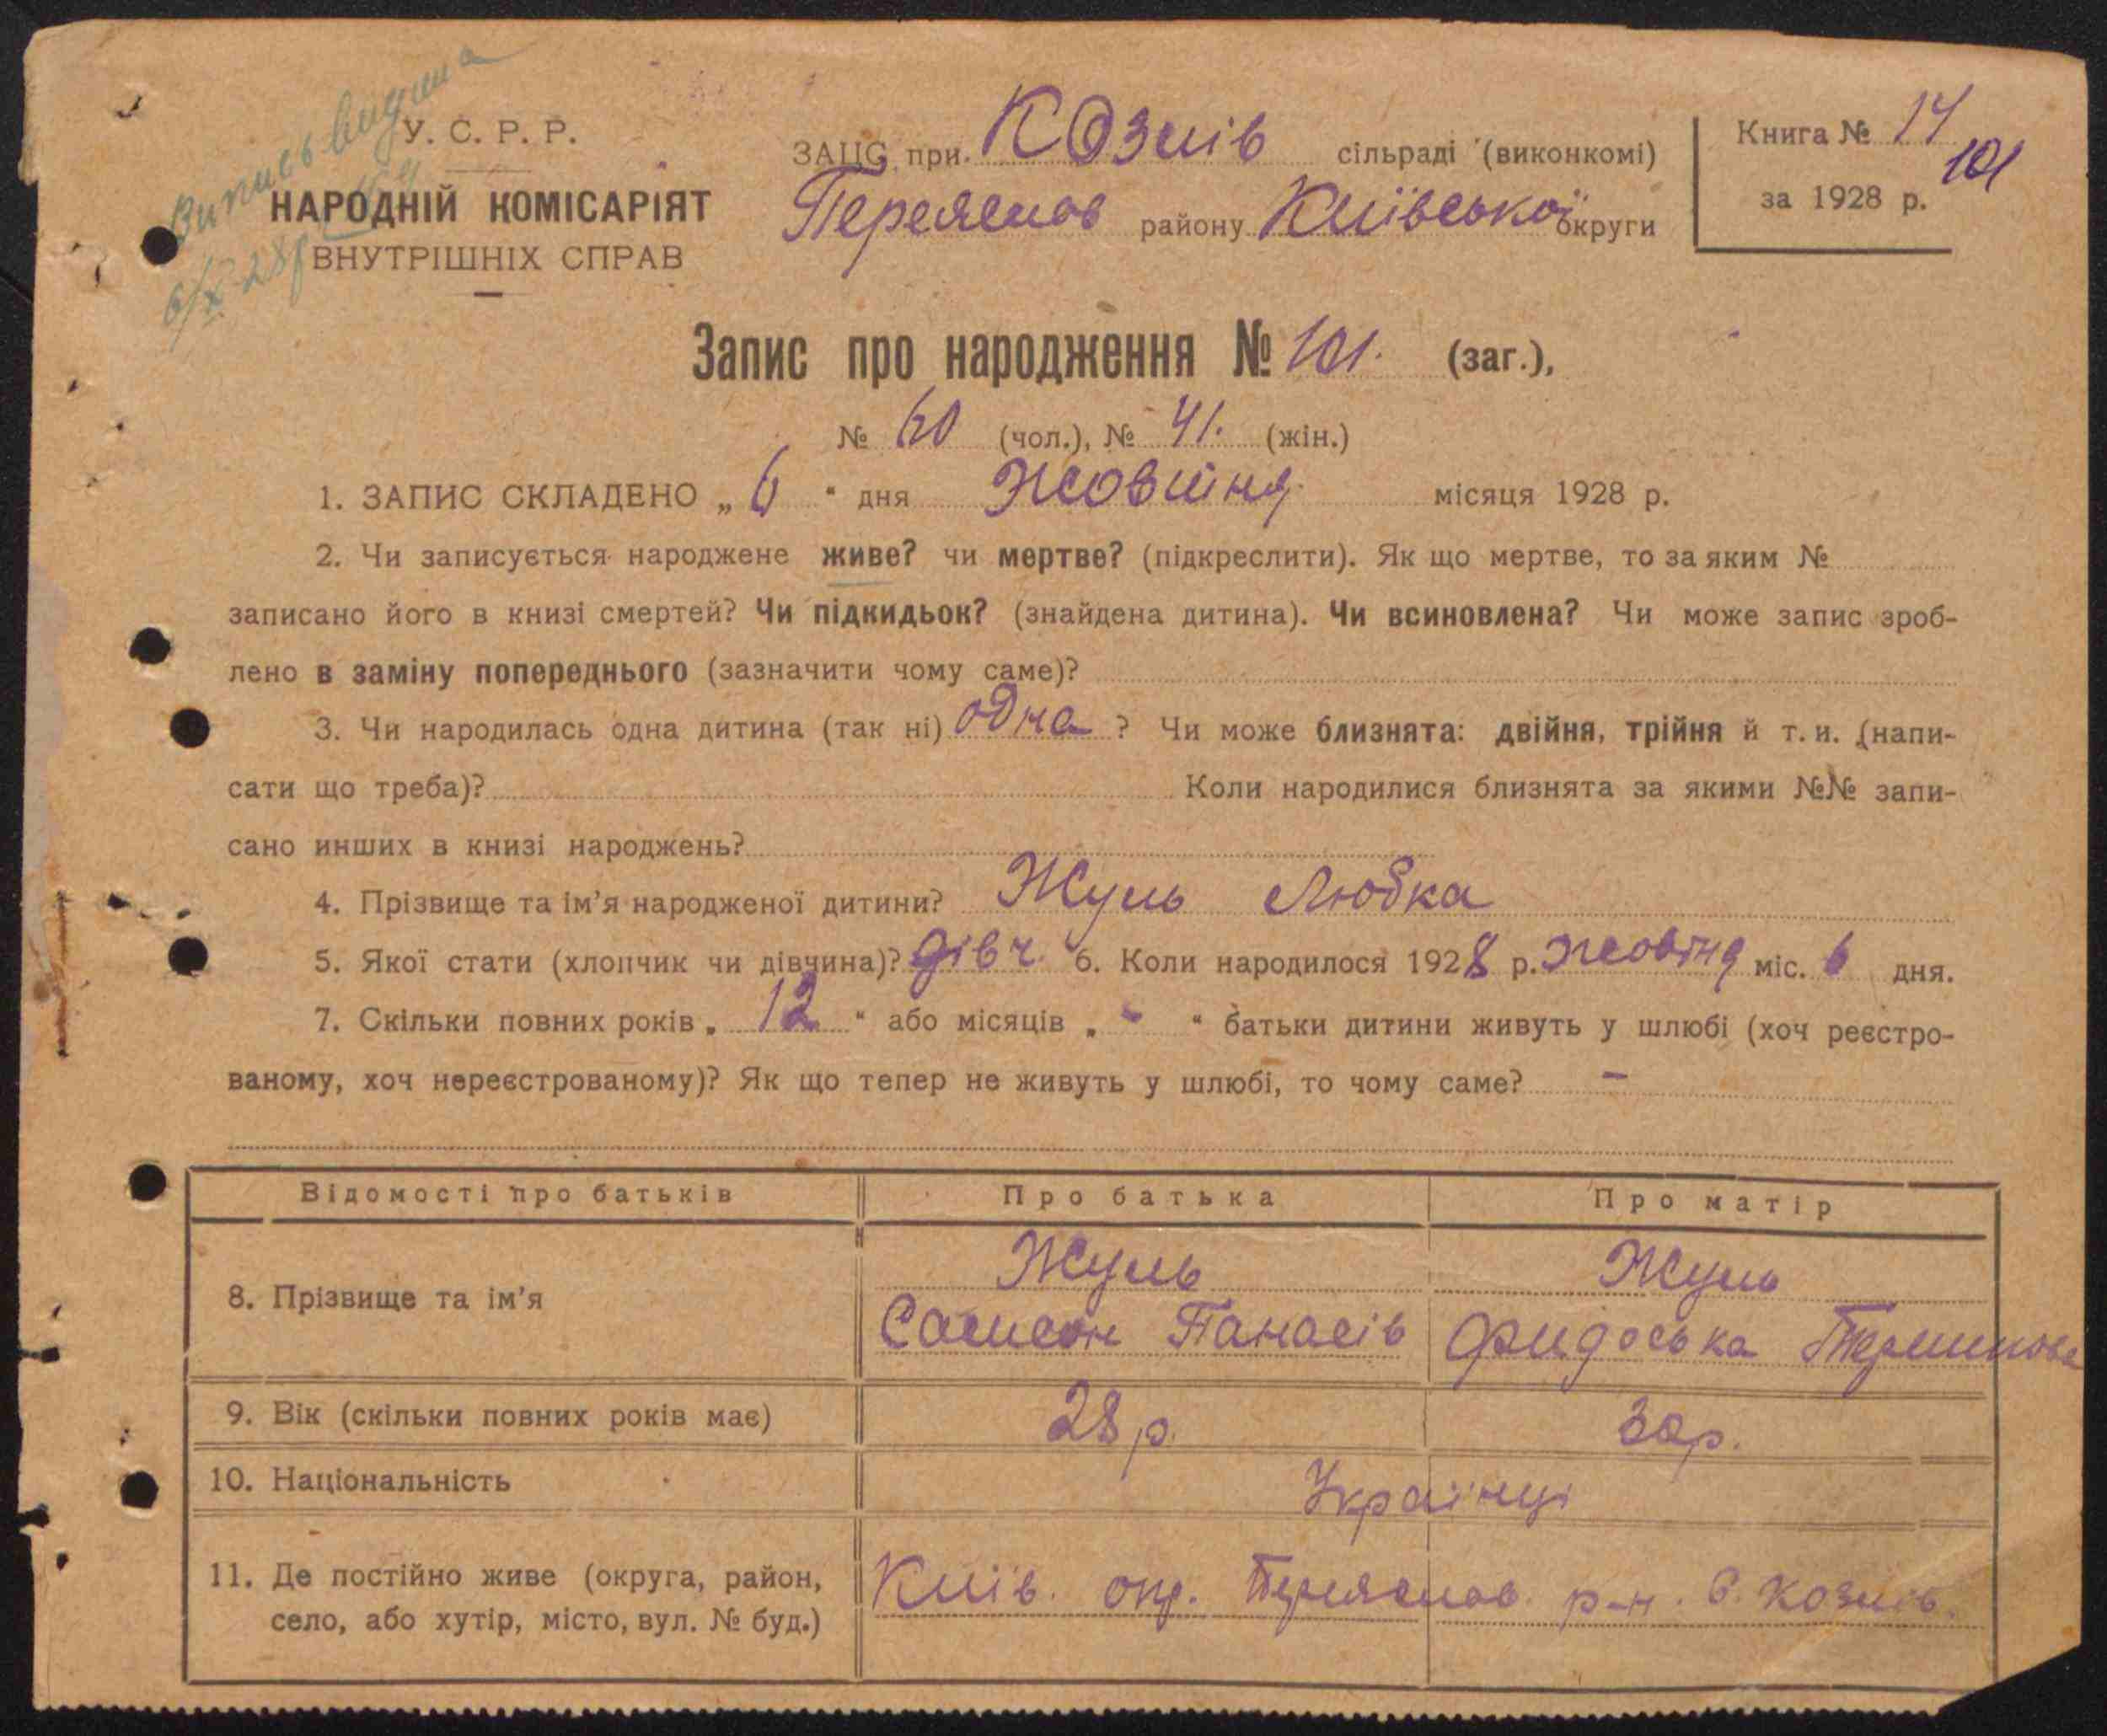 Випись видана
6/X-28р
У. С. Р. Р.
НАРОДНІЙ КОМІСАРІЯТ
ВНУТРІШНІХ СПРАВ
ЗАЦС при Козлів сільраді (виконкомі)
Переяслов району Київської округи
Книга № 14
101
за 1928 р.
Запис про народження № 101. (заг.),
№ 60 (чол.), № 41. (жін.)
1. ЗАПИС СКЛАДЕНО „ 6 " дня Жовтня місяця 1928 р.
2. Чи записується народжене живе? чи мертве? (підкреслити). Як що мертве, то за яким №
записано його в книзі смертей? Чи підкидьок? (знайдена дитина). Чи всиновлена? Чи може запис зроб-
лено в заміну попереднього (зазначити чому саме)?
3. Чи народилась одна дитина (так ні) одна ? Чи може близнята: двійня, трійня й т. и. (напи-
сати що треба)? Коли народилися близнята за якими №№ запи-
сано инших в книзі народжень?
4. Прізвище та ім'я народженої дитини? Жуль Любка
5. Якої стати (хлопчик чи дівчина)? дівч. 6. Коли народилося 1928 р. жовтня міс. 6 дня.
7. Скільки повних років „ 12 " або місяців „ - " батьки дитини живуть у шлюбі (хоч реєстро-
ваному, хоч нереєстрованому)? Як що тепер не живуть у шлюбі, то чому саме? -
Відомості про батьків Про батька Про матір
8. Прізвище та ім'я Жуль Жуль
Самсон Панасів Фидоська
9. Вік (скільки повних років має) 28 р. 30 р.
10. Національність Українці
11. Де постійно живе (округа, район, Київ. окр. Переяслов. р-н. с. Козлів.
село, або хутір, місто, вул. № буд.)